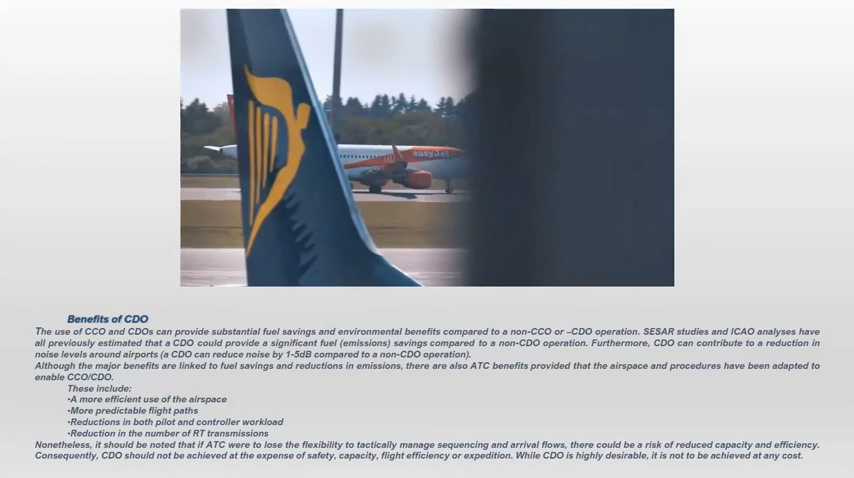 easyJet
Benefits of CDO
The use of CCO and CDOs can provide substantial fuel savings and environmental benefits compared to a non-CCO or –CDO operation. SESAR studies and ICAO analyses have
all previously estimated that a CDO could provide a significant fuel (emissions) savings compared to a non-CDO operation. Furthermore, CDO can contribute to a reduction in
noise levels around airports (a CDO can reduce noise by 1-5dB compared to a non-CDO operation).
Although the major benefits are linked to fuel savings and reductions in emissions, there are also ATC benefits provided that the airspace and procedures have been adapted to
enable CCO/CDO.
These include:
•A more efficient use of the airspace
•More predictable flight paths
•Reductions in both pilot and controller workload
•Reduction in the number of RT transmissions
Nonetheless, it should be noted that if ATC were to lose the flexibility to tactically manage sequencing and arrival flows, there could be a risk of reduced capacity and efficiency.
Consequently, CDO should not be achieved at the expense of safety, capacity, flight efficiency or expedition. While CDO is highly desirable, it is not to be achieved at any cost.